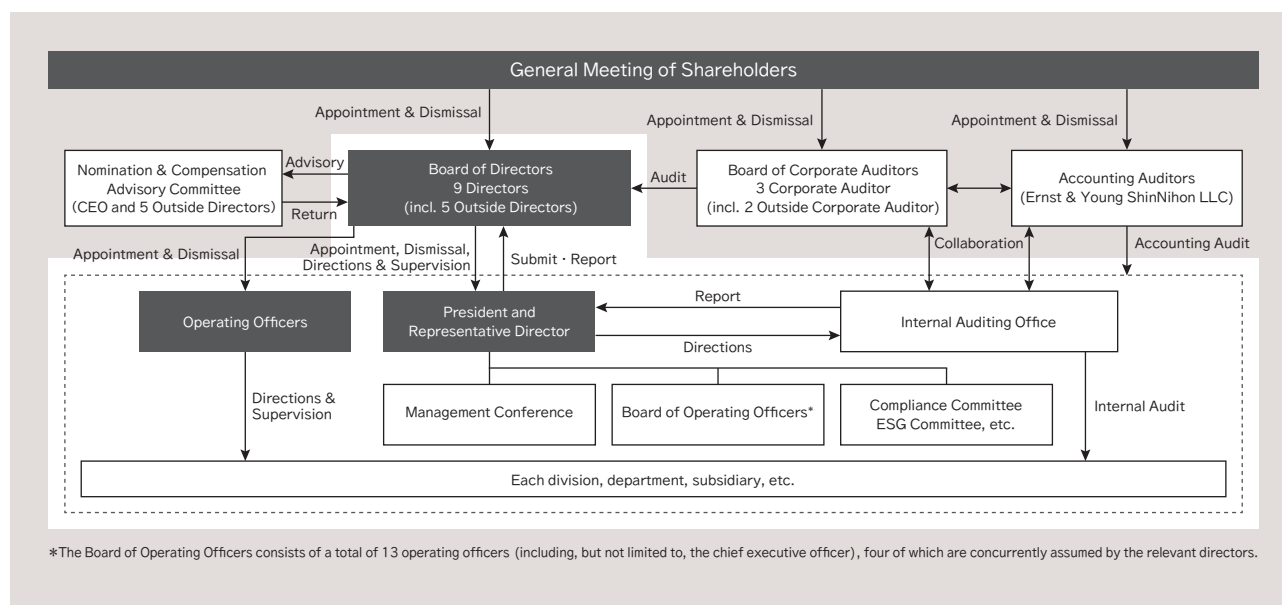 General Meeting of Shareholders
Appointment & Dismissal
Appointment & Dismissal
Appointment & Dismissal
Nomination & Compensation
Advisory Committee
(CEO and 5 Outside Directors)
Advisory
Return
Board of Directors
9 Directors
(incl. 5 Outside Directors)
Audit
Board of Corporate Auditors
3 Corporate Auditor
(incl. 2 Outside Corporate Auditor)
Accounting Auditors
(Ernst & Young ShinNihon LLC)
Appointment & Dismissal
Appointment, Dismissal,
Directions & Supervision
Submit・Report
Collaboration
Accounting Audit
Operating Officers
President and
Representative Director
Report
Directions
Internal Auditing Office
Directions &
Supervision
Management Conference
Board of Operating Officers*
Compliance Committee
ESG Committee, etc.
Internal Audit
Each division, department, subsidiary, etc.
*The Board of Operating Officers consists of a total of 13 operating officers (including, but not limited to, the chief executive officer), four of which are concurrently assumed by the relevant directors.